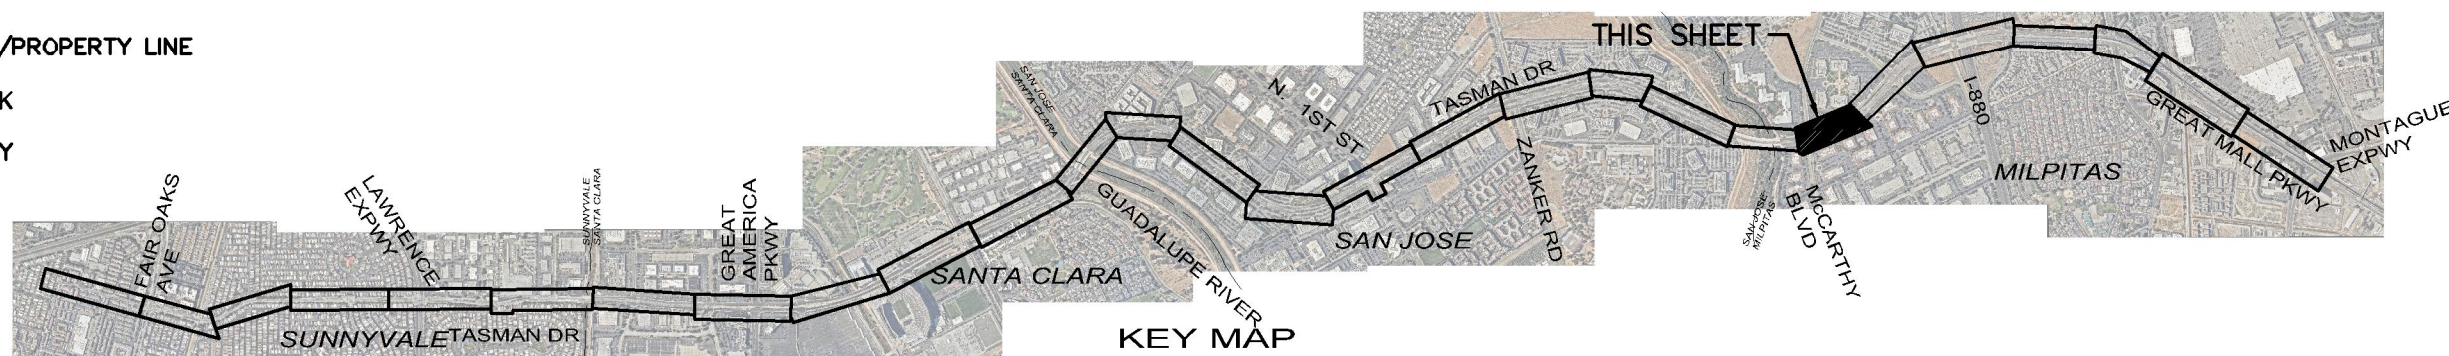 /PROPERTY LINE
K
Y
FAIR OAKS
AVE
LAWRENCE
EXPWY
SUNNYVALE
SANTA CLARA
GREAT
AMERICA
PKWY
SUNNYVALE
TASMAN DR
SANTA CLARA
SAN JOSE
SANTA CLARA
GUADALUPE RIVER
N. 1ST ST
SAN JOSE
TASMAN DR
ZANKER RD
THIS SHEET
SAN JOSE
MILPITAS
McCARTHY
BLVD
I-880
MILPITAS
GREAT MALL PKWY
MONTAGUE
EXPWY
KEY MAP